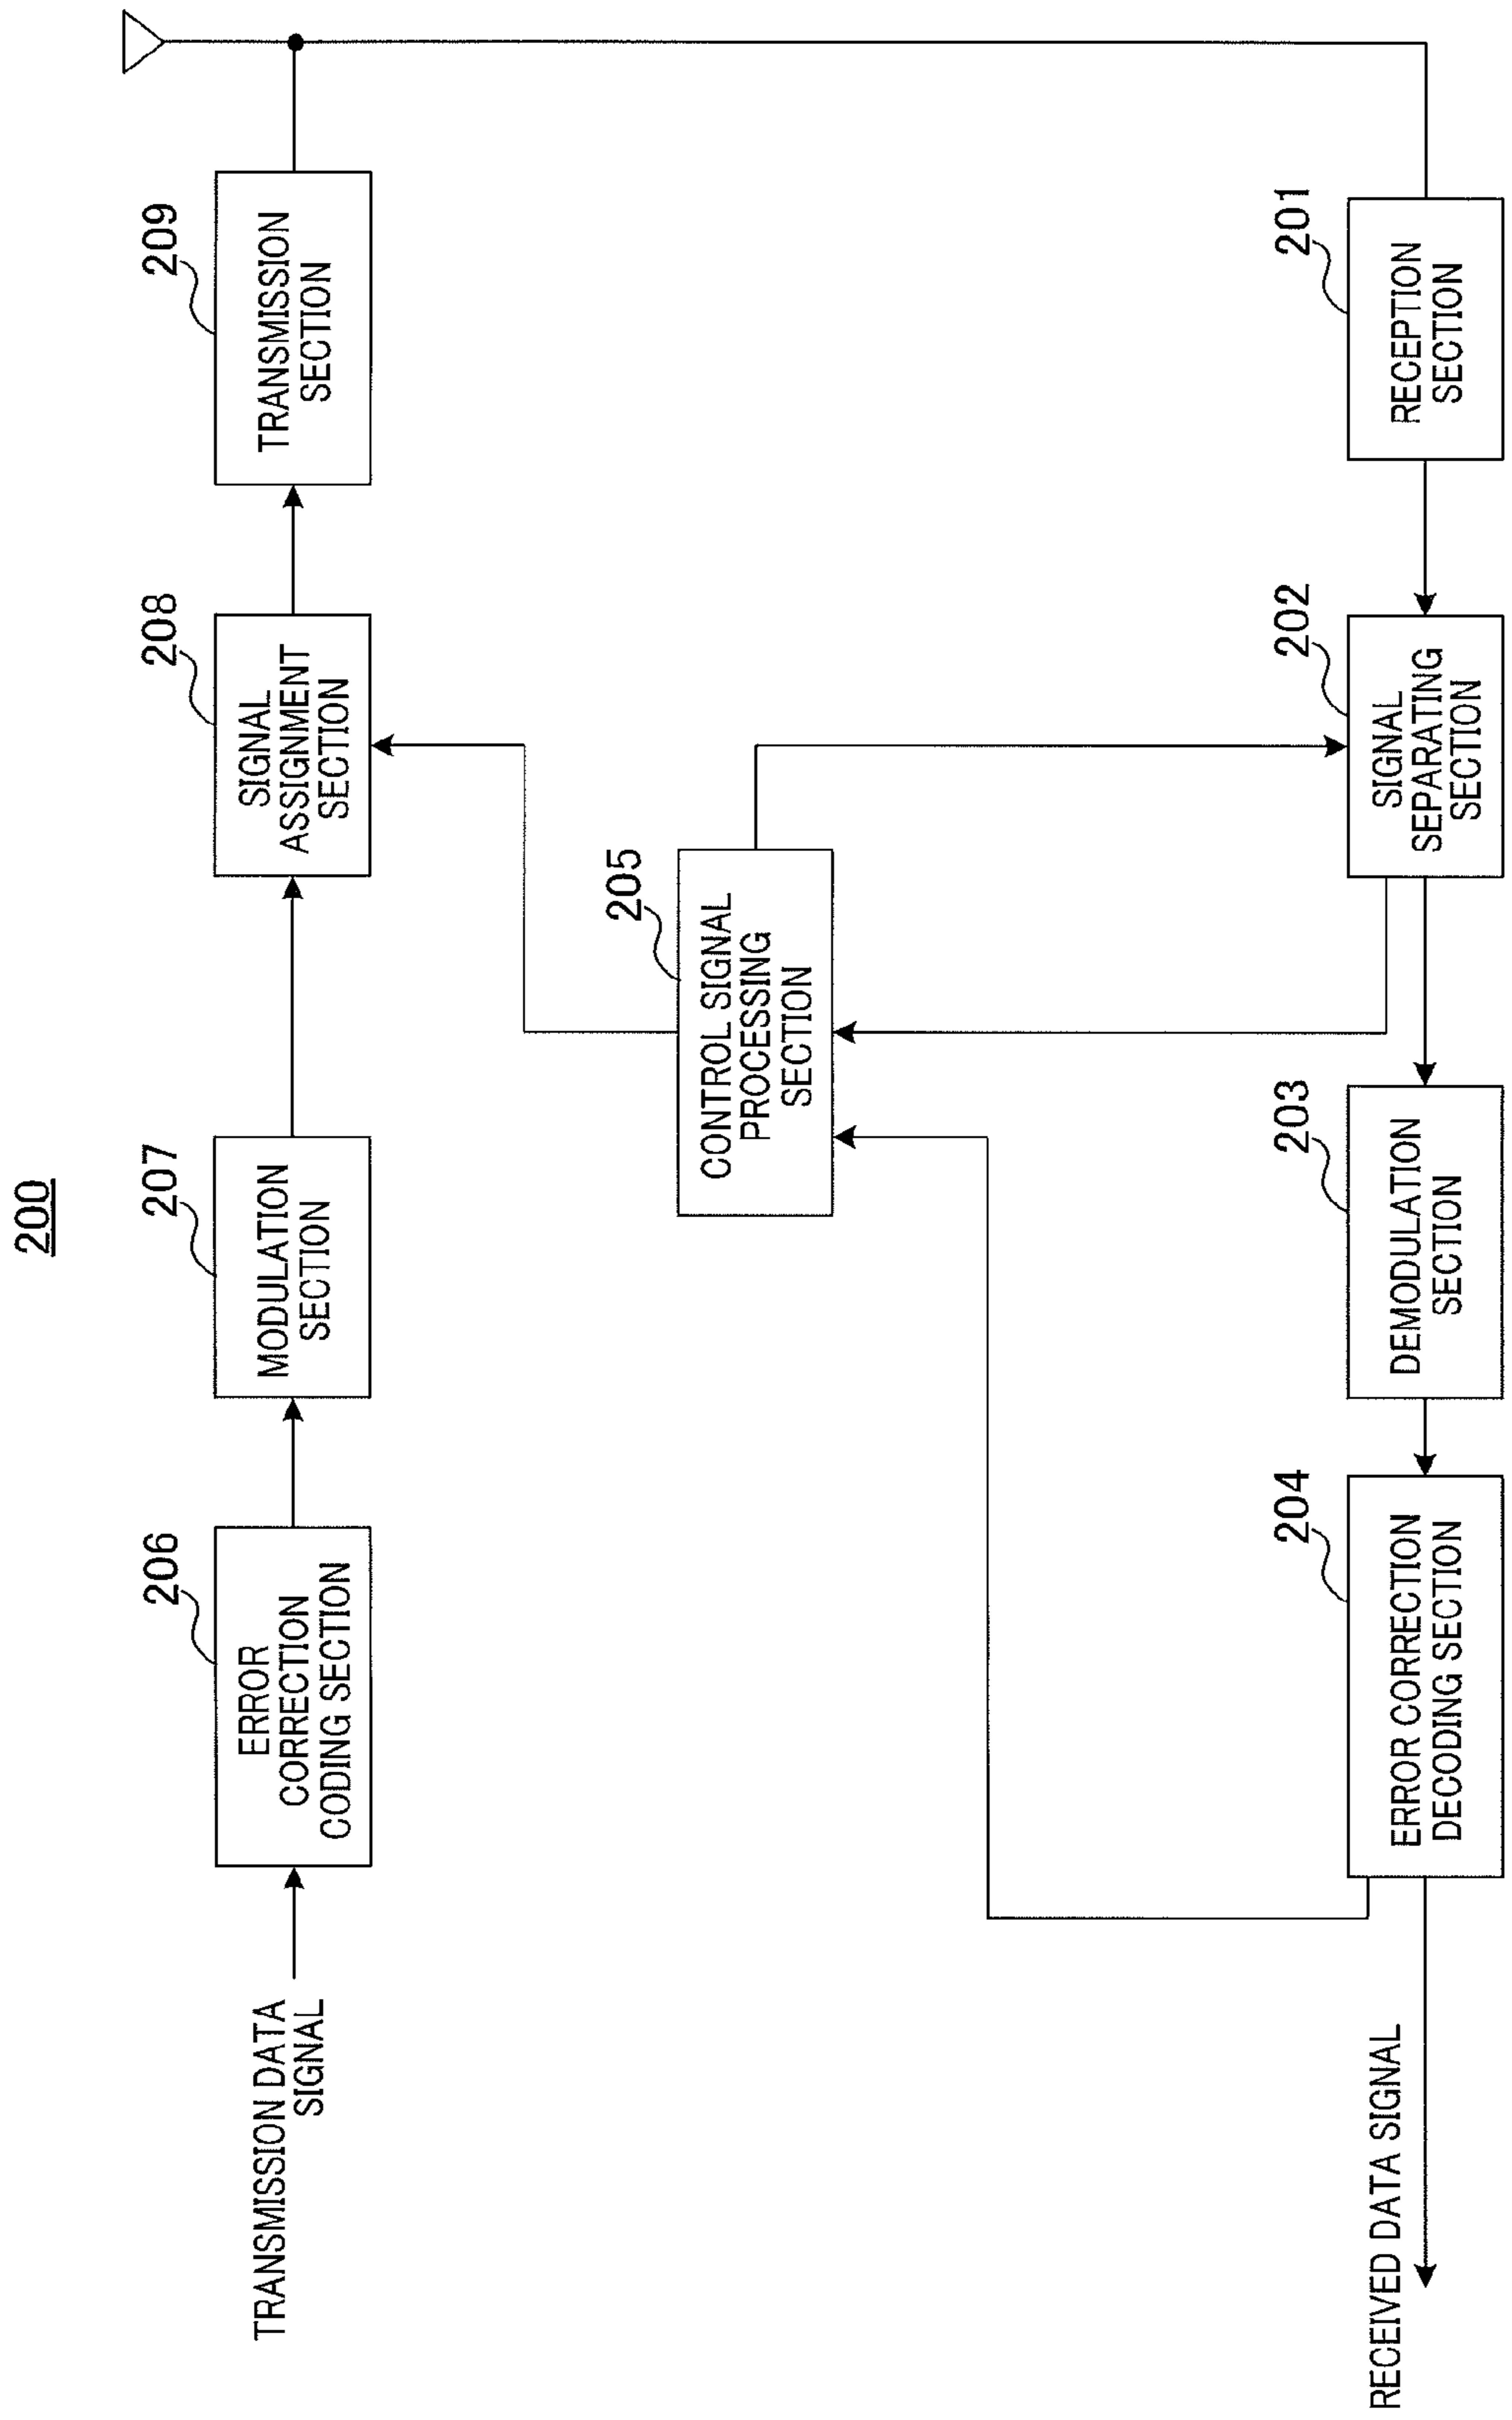 200
206
ERROR
CORRECTION
CODING SECTION
207
MODULATION
SECTION
208
SIGNAL
ASSIGNMENT
SECTION
209
TRANSMISSION
SECTION
TRANSMISSION DATA
SIGNAL
205
CONTROL SIGNAL
PROCESSING
SECTION
204
ERROR CORRECTION
DECODING SECTION
203
DEMODULATION
SECTION
202
SIGNAL
SEPARATING
SECTION
201
RECEPTION
SECTION
RECEIVED DATA SIGNAL